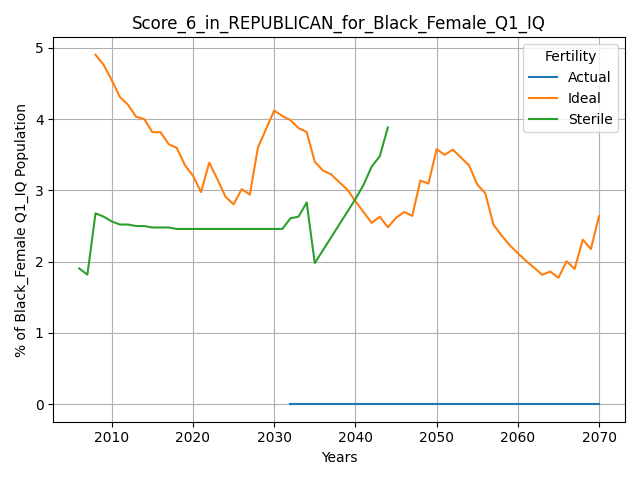 Score_6_in_REPUBLICAN_for_Black_Female_Q1_IQ
Fertility
Actual
Ideal
Sterile
% of Black_Female Q1_IQ Population
5
4
3
2
1
0
2010 2020 2030 2040 2050 2060 2070
Years